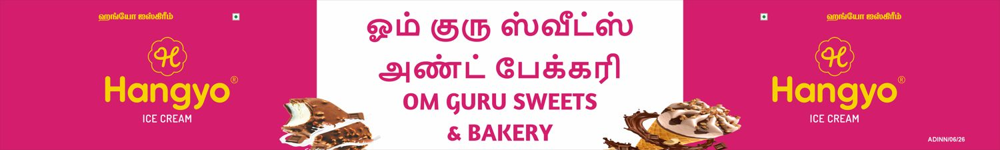 ஹங்யோ ஐஸ்கிரீம்
Hangyo®
ICE CREAM
ஓம் குரு ஸ்வீட்ஸ்
அண்ட் பேக்கரி
OM GURU SWEETS
& BAKERY
ஹங்யோ ஐஸ்கிரீம்
Hangyo®
ICE CREAM
ADINN/06/26